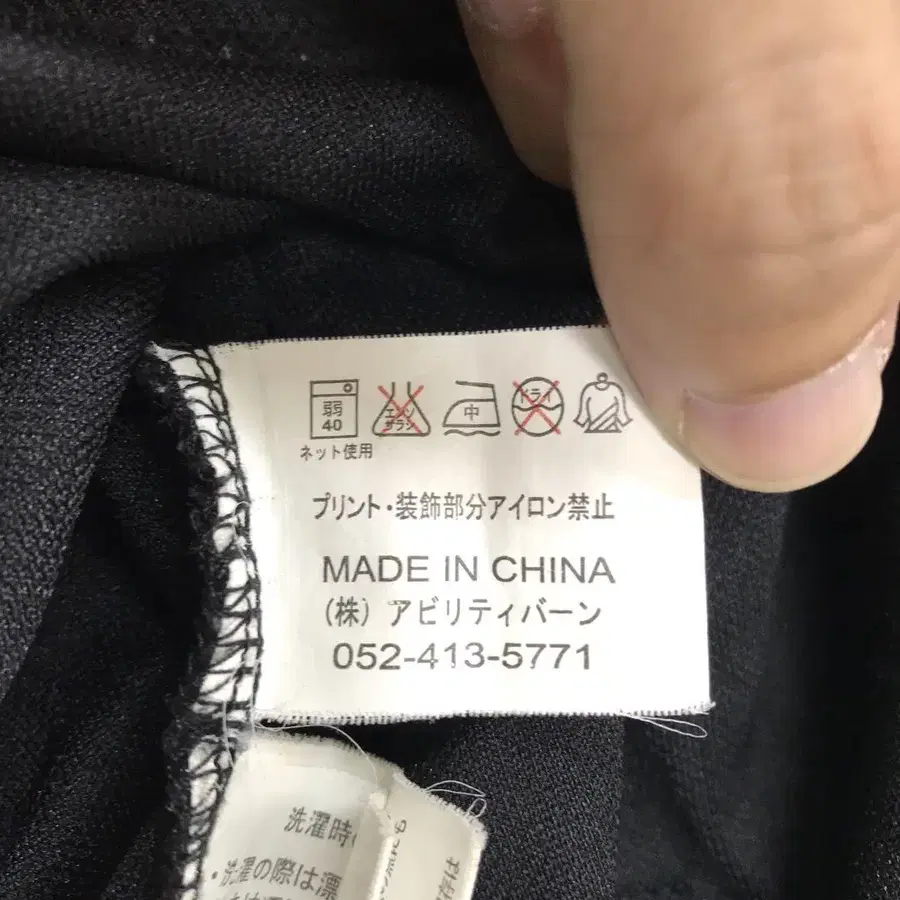 弱 40 エンソ サラシ 中 ドライ
ネット使用
プリント・装飾部分アイロン禁止
MADE IN CHINA
(株) アビリティバーン
052-413-5771
洗濯時
・洗濯の際は漂